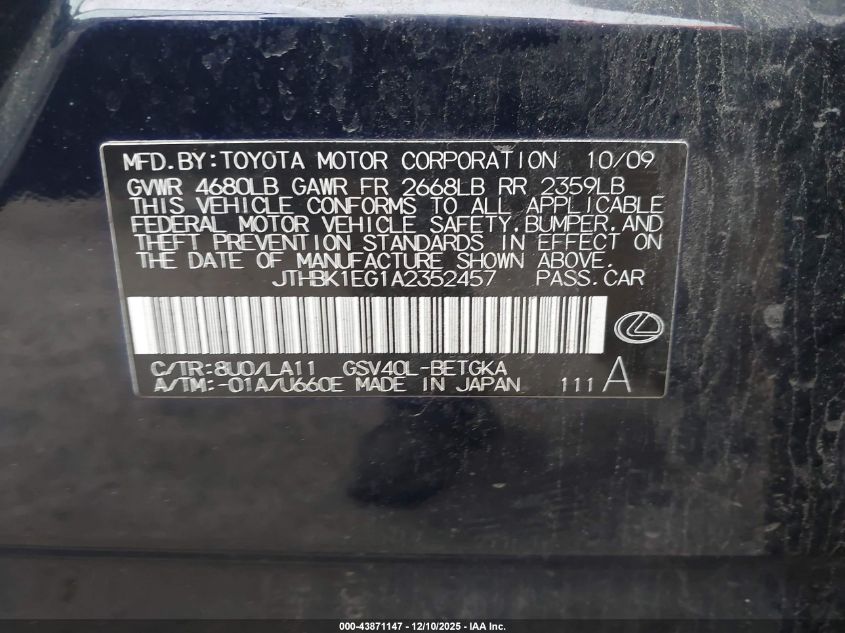 MFD.BY:TOYOTA MOTOR CORPORATION 10/09
GVWR 4680LB GAWR FR 2668LB RR 2359LB
THIS VEHICLE CONFORMS TO ALL APPLICABLE
FEDERAL MOTOR VEHICLE SAFETY,BUMPER,AND
THEFT PREVENTION STANDARDS IN EFFECT ON
THE DATE OF MANUFACTURE SHOWN ABOVE.
JTHBK1EG1A2352457 PASS.CAR
C/TR:8U0/LA11 GSV40L-BETGKA
A/TM:-01A/U660E MADE IN JAPAN 111 A
000-43871147 - 12/10/2025 - IAA Inc.